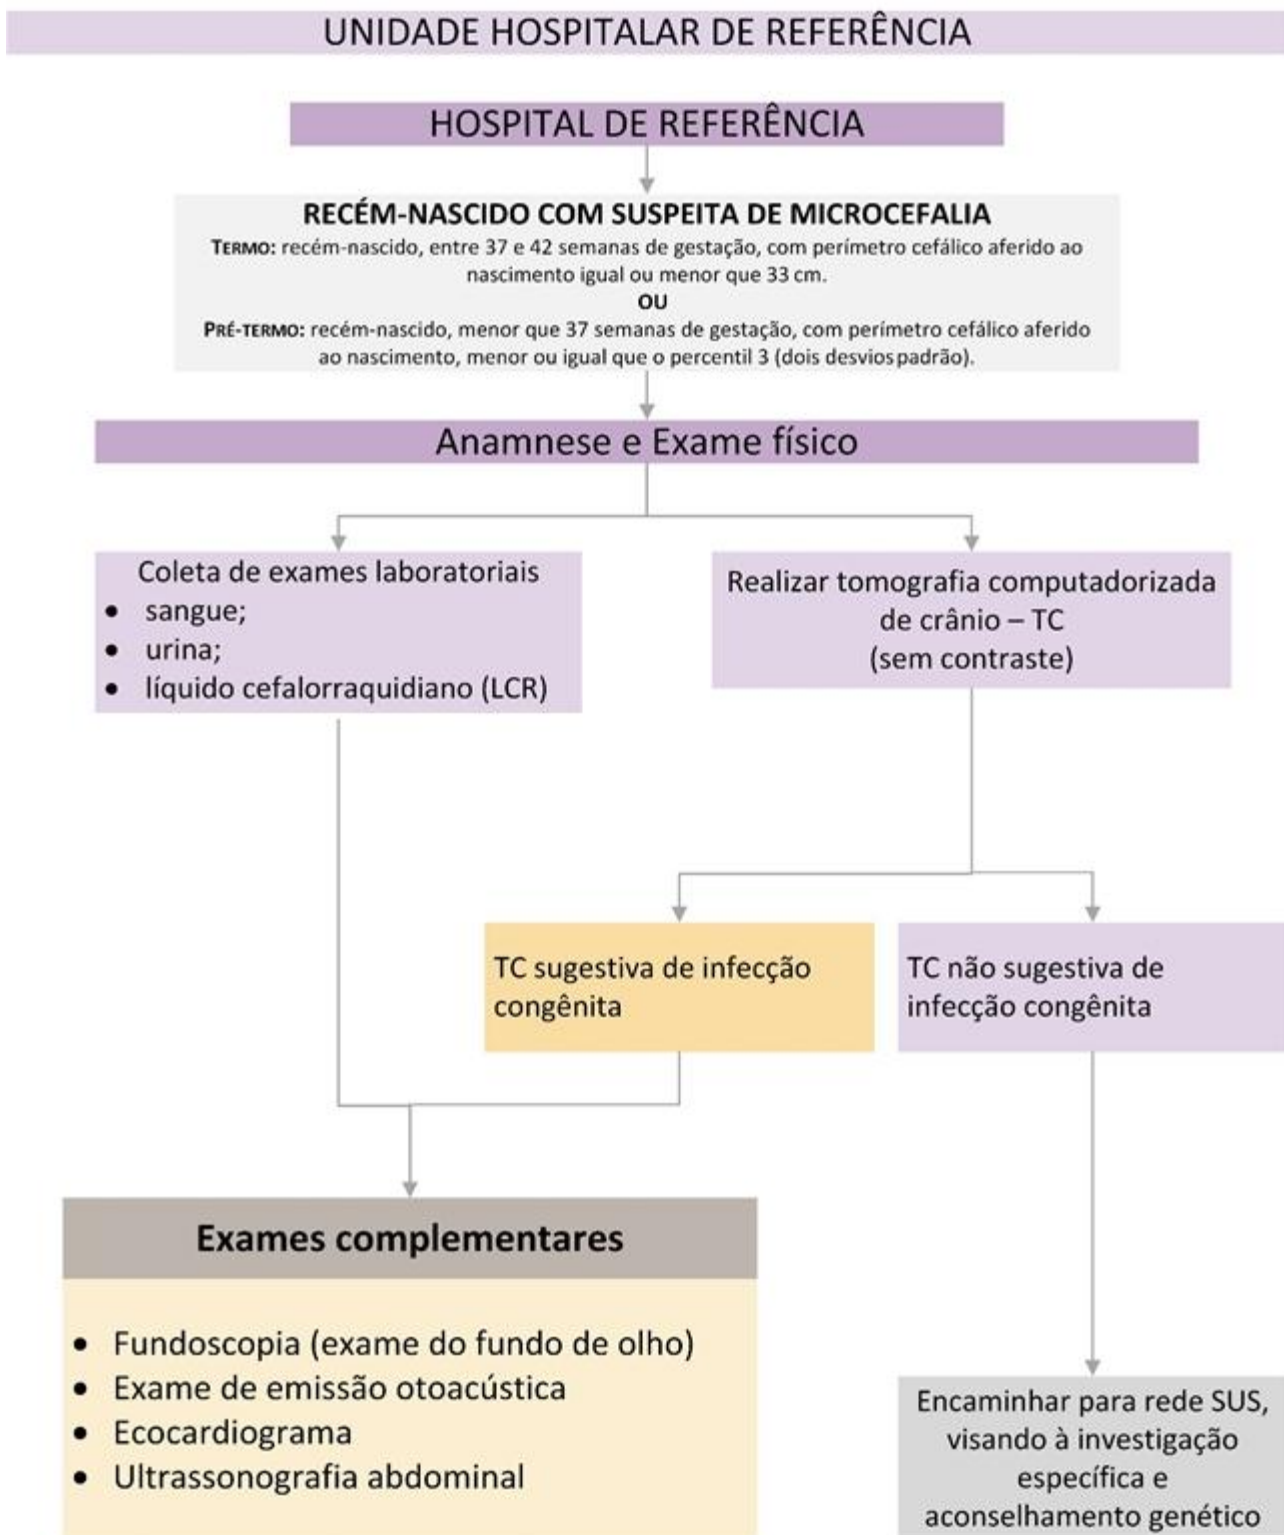 UNIDADE HOSPITALAR DE REFERÊNCIA
HOSPITAL DE REFERÊNCIA
RECÉM-NASCIDO COM SUSPEITA DE MICROCEFALIA
TERMO: recém-nascido, entre 37 e 42 semanas de gestação, com perímetro cefálico aferido ao
nascimento igual ou menor que 33 cm.
OU
PRÉ-TERMO: recém-nascido, menor que 37 semanas de gestação, com perímetro cefálico aferido
ao nascimento, menor ou igual que o percentil 3 (dois desvios padrão).
Anamnese e Exame físico
Coleta de exames laboratoriais
• sangue;
• urina;
• líquido cefalorraquidiano (LCR)
Realizar tomografia computadorizada
de crânio – TC
(sem contraste)
TC sugestiva de infecção
congênita
TC não sugestiva de
infecção congênita
Exames complementares
• Fundoscopia (exame do fundo de olho)
• Exame de emissão otoacústica
• Ecocardiograma
• Ultrassonografia abdominal
Encaminhar para rede SUS,
visando à investigação
específica e
aconselhamento genético